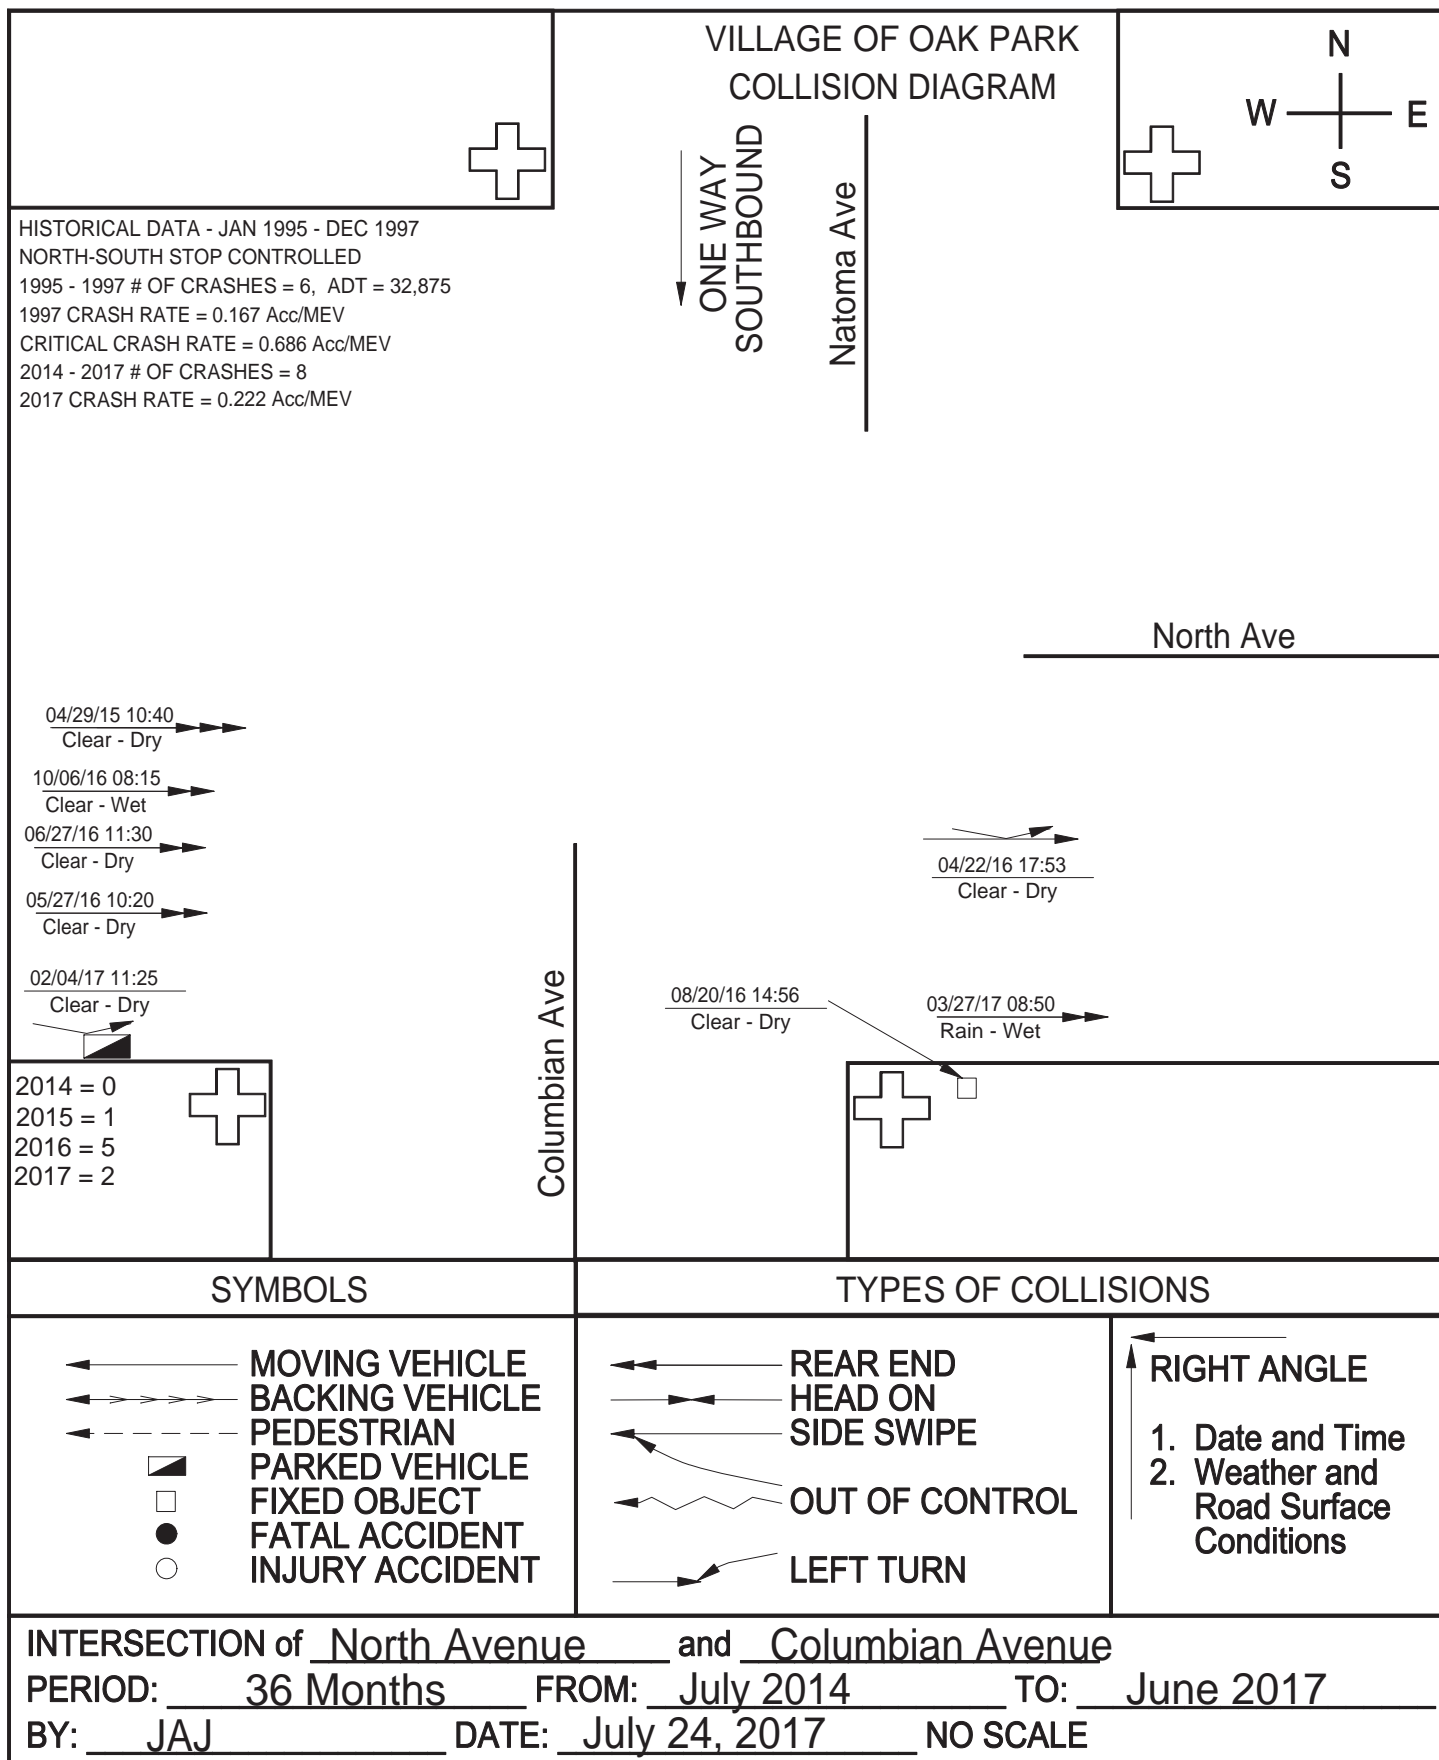 VILLAGE OF OAK PARK
COLLISION DIAGRAM
N
W E
S
ONE WAY
SOUTHBOUND
Natoma Ave
HISTORICAL DATA - JAN 1995 - DEC 1997
NORTH-SOUTH STOP CONTROLLED
1995 - 1997 # OF CRASHES = 6, ADT = 32,875
1997 CRASH RATE = 0.167 Acc/MEV
CRITICAL CRASH RATE = 0.686 Acc/MEV
2014 - 2017 # OF CRASHES = 8
2017 CRASH RATE = 0.222 Acc/MEV
North Ave
04/29/15 10:40
Clear - Dry
10/06/16 08:15
Clear - Wet
06/27/16 11:30
Clear - Dry
05/27/16 10:20
Clear - Dry
02/04/17 11:25
Clear - Dry
Columbian Ave
04/22/16 17:53
Clear - Dry
08/20/16 14:56
Clear - Dry
03/27/17 08:50
Rain - Wet
2014 = 0
2015 = 1
2016 = 5
2017 = 2
SYMBOLS
MOVING VEHICLE
BACKING VEHICLE
PEDESTRIAN
PARKED VEHICLE
FIXED OBJECT
FATAL ACCIDENT
INJURY ACCIDENT
TYPES OF COLLISIONS
REAR END
HEAD ON
SIDE SWIPE
OUT OF CONTROL
LEFT TURN
RIGHT ANGLE
1. Date and Time
2. Weather and
Road Surface
Conditions
INTERSECTION of North Avenue and Columbian Avenue
PERIOD: 36 Months FROM: July 2014 TO: June 2017
BY: JAJ DATE: July 24, 2017 NO SCALE